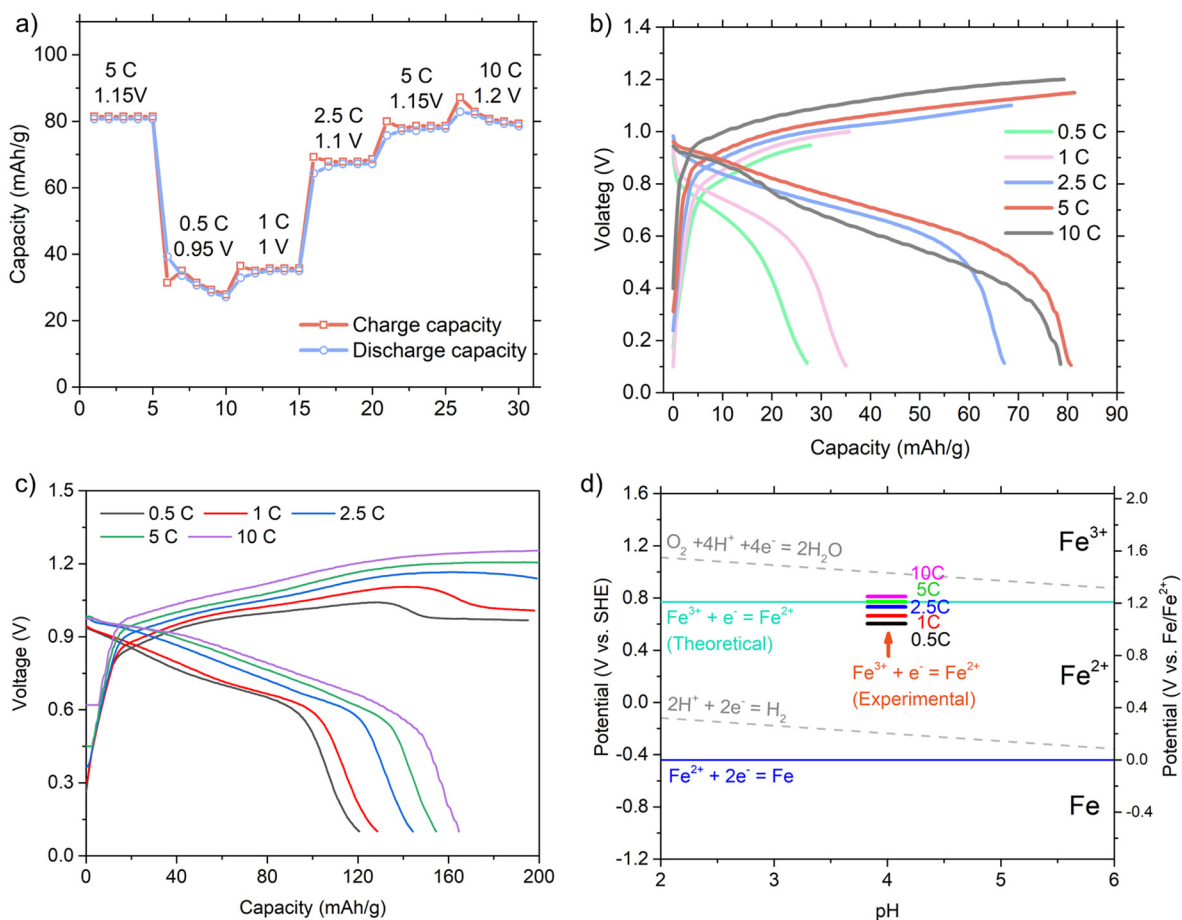 a)
Capacity (mAh/g)
100
80
60
40
20
0
5 C
1.15V
0.5 C
0.95 V
1 C
1 V
2.5 C
1.1 V
5 C
1.15V
10 C
1.2 V
Charge capacity
Discharge capacity
0 5 10 15 20 25 30
b)
Volateg (V)
1.4
1.2
1.0
0.8
0.6
0.4
0.2
0.0
0.5 C
1 C
2.5 C
5 C
10 C
0 10 20 30 40 50 60 70 80 90
Capacity (mAh/g)
c)
Voltage (V)
1.5
1.2
0.9
0.6
0.3
0.0
0.5 C 1 C 2.5 C
5 C 10 C
0 40 80 120 160 200
Capacity (mAh/g)
d)
Potential (V vs. SHE)
1.6
1.2
0.8
0.4
0.0
-0.4
-0.8
-1.2
O₂ +4H⁺ +4e⁻ = 2H₂O
Fe³⁺
10C
5C
2.5C
1C
0.5C
Fe³⁺ + e⁻ = Fe²⁺
(Theoretical)
Fe²⁺
Fe³⁺ + e⁻ = Fe²⁺
(Experimental)
2H⁺ + 2e⁻ = H₂
Fe²⁺ + 2e⁻ = Fe
Fe
2.0
1.6
1.2
0.8
0.4
0.0
-0.4
Potential (V vs. Fe/Fe²⁺)
2 3 4 5 6
pH